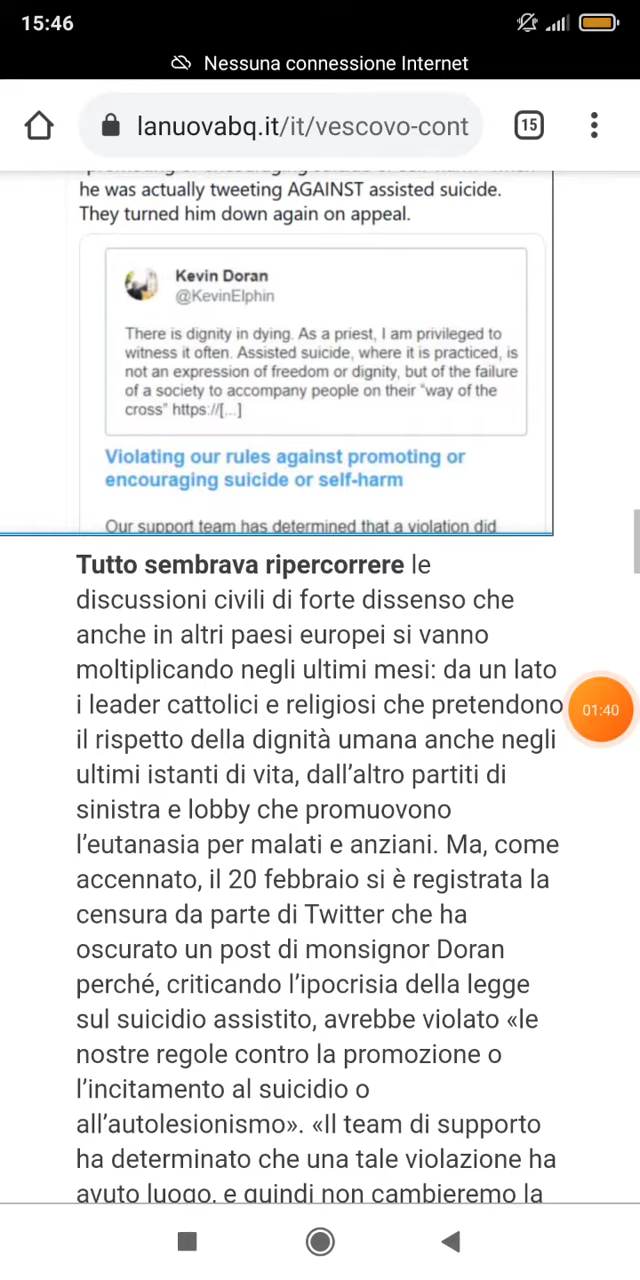 15:46
Nessuna connessione Internet
lanuovabq.it/it/vescovo-cont
15
he was actually tweeting AGAINST assisted suicide.
They turned him down again on appeal.
Kevin Doran
@KevinElphin
There is dignity in dying. As a priest, I am privileged to
witness it often. Assisted suicide, where it is practiced, is
not an expression of freedom or dignity, but of the failure
of a society to accompany people on their "way of the
cross" https://[...]
Violating our rules against promoting or
encouraging suicide or self-harm
Our support team has determined that a violation did
Tutto sembrava ripercorrere le
discussioni civili di forte dissenso che
anche in altri paesi europei si vanno
moltiplicando negli ultimi mesi: da un lato
i leader cattolici e religiosi che pretendono
il rispetto della dignità umana anche negli
ultimi istanti di vita, dall'altro partiti di
sinistra e lobby che promuovono
l'eutanasia per malati e anziani. Ma, come
accennato, il 20 febbraio si è registrata la
censura da parte di Twitter che ha
oscurato un post di monsignor Doran
perché, criticando l'ipocrisia della legge
sul suicidio assistito, avrebbe violato «le
nostre regole contro la promozione o
l'incitamento al suicidio o
all'autolesionismo». «Il team di supporto
ha determinato che una tale violazione ha
avuto luogo, e quindi non cambieremo la
01:40